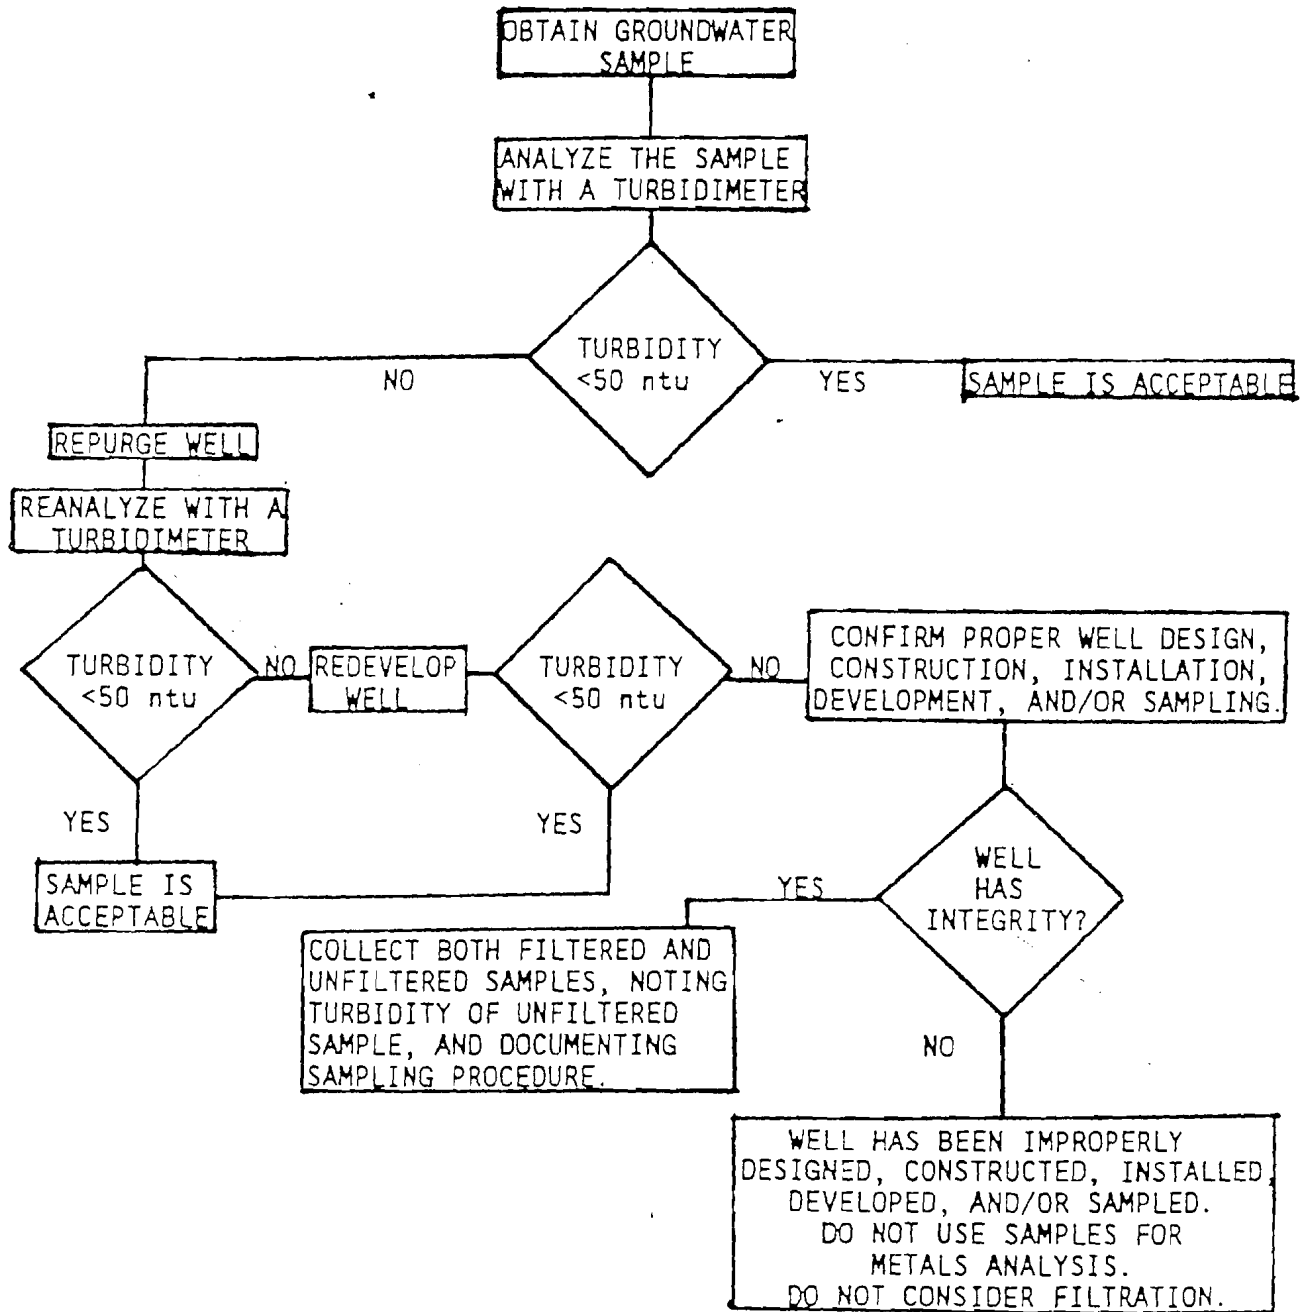 OBTAIN GROUNDWATER
SAMPLE
ANALYZE THE SAMPLE
WITH A TURBIDIMETER
TURBIDITY
<50 ntu
NO
YES
SAMPLE IS ACCEPTABLE
REPURGE WELL
REANALYZE WITH A
TURBIDIMETER
TURBIDITY
<50 ntu
NO
REDEVELOP
WELL
TURBIDITY
<50 ntu
NO
CONFIRM PROPER WELL DESIGN,
CONSTRUCTION, INSTALLATION,
DEVELOPMENT, AND/OR SAMPLING.
YES
SAMPLE IS
ACCEPTABLE
YES
WELL
HAS
INTEGRITY?
YES
COLLECT BOTH FILTERED AND
UNFILTERED SAMPLES, NOTING
TURBIDITY OF UNFILTERED
SAMPLE, AND DOCUMENTING
SAMPLING PROCEDURE.
NO
WELL HAS BEEN IMPROPERLY
DESIGNED, CONSTRUCTED, INSTALLED,
DEVELOPED, AND/OR SAMPLED.
DO NOT USE SAMPLES FOR
METALS ANALYSIS.
DO NOT CONSIDER FILTRATION.